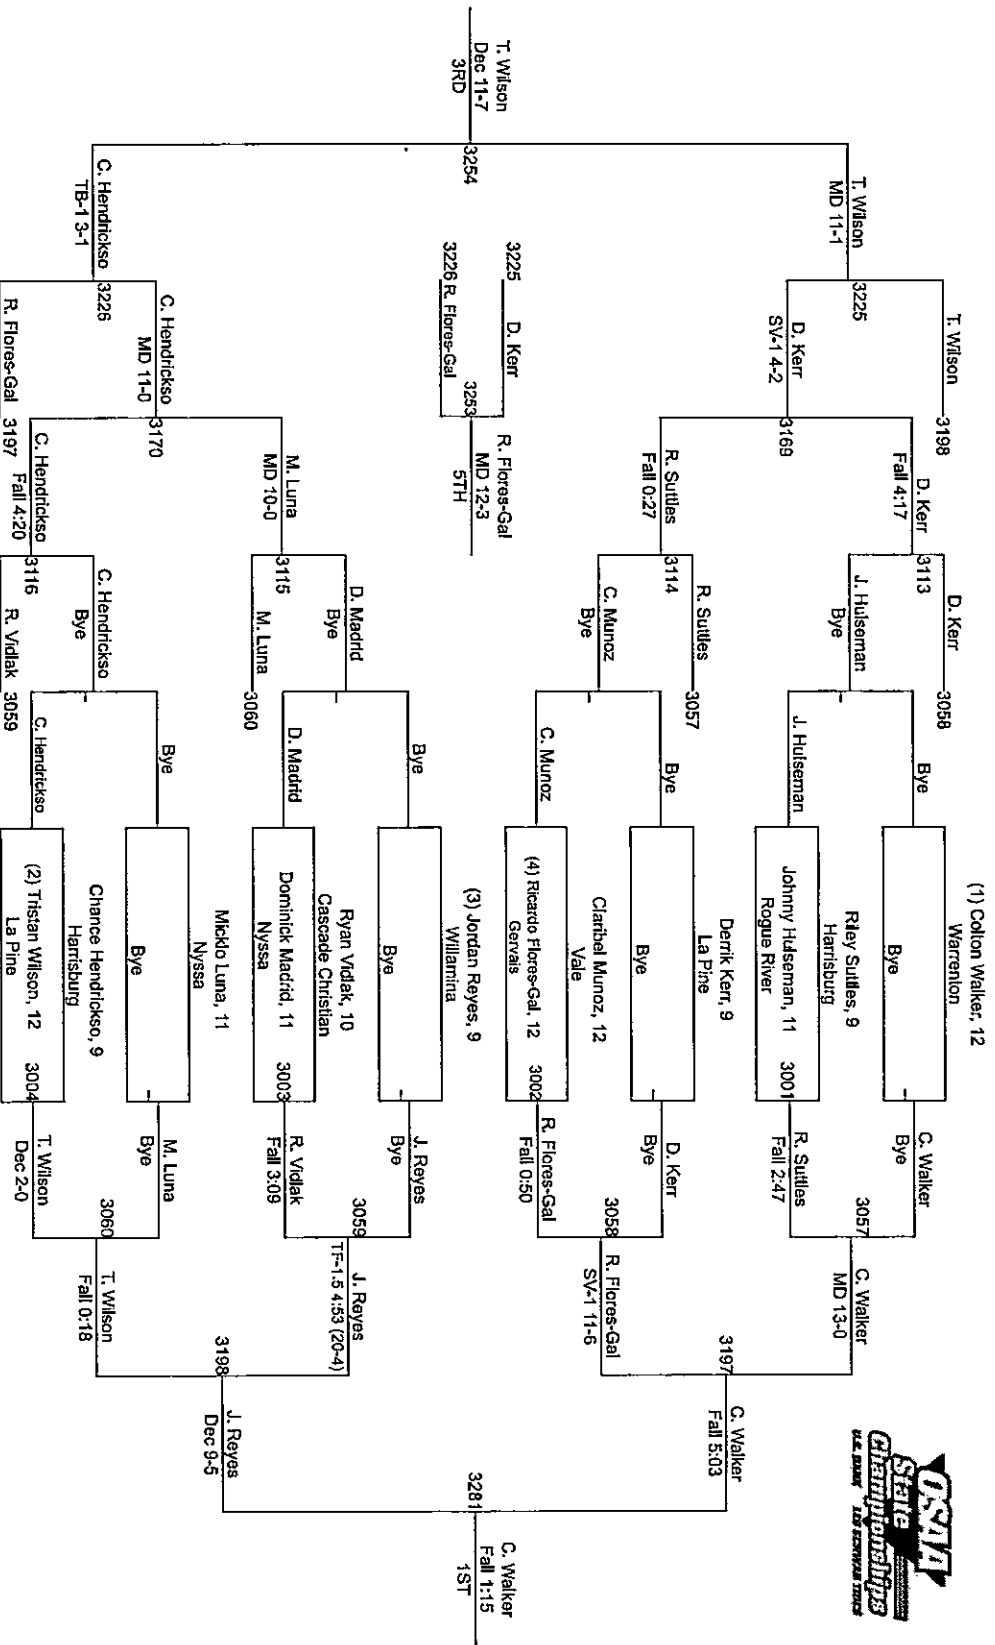 OSAA
State
Championships
U.S. BANK LES SCHWAB TIRES
(1) Colton Walker, 12
Warrenton
Bye
Bye
C. Walker
Bye
Riley Suttles, 9
Harrisburg
J. Hulseman
Johnny Hulseman, 11
Rogue River
3001
R. Suttles
Fall 2:47
3057
C. Walker
MD 13-0
Derrik Kerr, 9
La Pine
Bye
Bye
D. Kerr
Bye
Claribel Munoz, 12
Vale
C. Munoz
(4) Ricardo Flores-Gal, 12
Gervais
3002
R. Flores-Gal
Fall 0:50
3058
R. Flores-Gal
SV-1 11-6
3197
C. Walker
Fall 5:03
(3) Jordan Reyes, 9
Willamina
Bye
Bye
J. Reyes
Bye
Ryan Vidlak, 10
Cascade Christian
D. Madrid
Dominick Madrid, 11
Nyssa
3003
R. Vidlak
Fall 3:09
3059
J. Reyes
TF-1.5 4:53 (20-4)
Micklo Luna, 11
Nyssa
Bye
Bye
M. Luna
Bye
Chance Hendrickso, 9
Harrisburg
C. Hendrickso
(2) Tristan Wilson, 12
La Pine
3004
T. Wilson
Dec 2-0
3060
T. Wilson
Fall 0:18
3198
J. Reyes
Dec 9-5
3281
C. Walker
Fall 1:15
1ST
D. Kerr
3058
J. Hulseman
Bye
3113
D. Kerr
Fall 4:17
R. Suttles
3057
C. Munoz
Bye
3114
R. Suttles
Fall 0:27
3169
D. Kerr
SV-1 4-2
T. Wilson
3198
3225
T. Wilson
MD 11-1
D. Madrid
Bye
M. Luna
3060
3115
M. Luna
MD 10-0
C. Hendrickso
Bye
R. Vidlak
3059
3116
C. Hendrickso
Fall 4:20
3170
C. Hendrickso
MD 11-0
R. Flores-Gal
3197
3226
C. Hendrickso
TB-1 3-1
3254
T. Wilson
Dec 11-7
3RD
3225
D. Kerr
3226 R. Flores-Gal
3253
R. Flores-Gal
MD 12-3
5TH